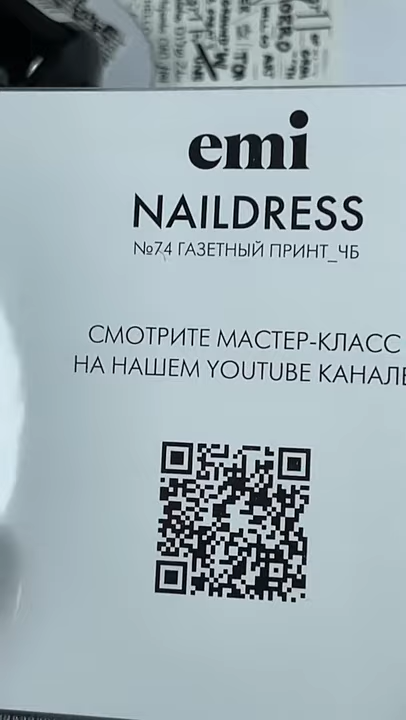 emi
NAILDRESS
№74 ГАЗЕТНЫЙ ПРИНТ_ЧБ
СМОТРИТЕ МАСТЕР-КЛАСС
НА НАШЕМ YOUTUBE КАНАЛЕ